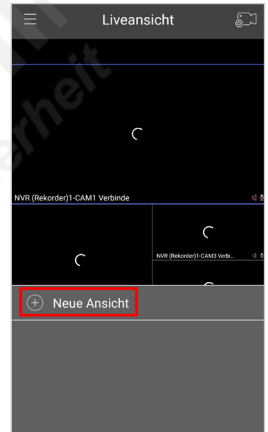 Liveansicht
NVR (Rekorder)1-CAM1 Verbinde
NVR (Rekorder)1-CAM3 Verbi...
Neue Ansicht